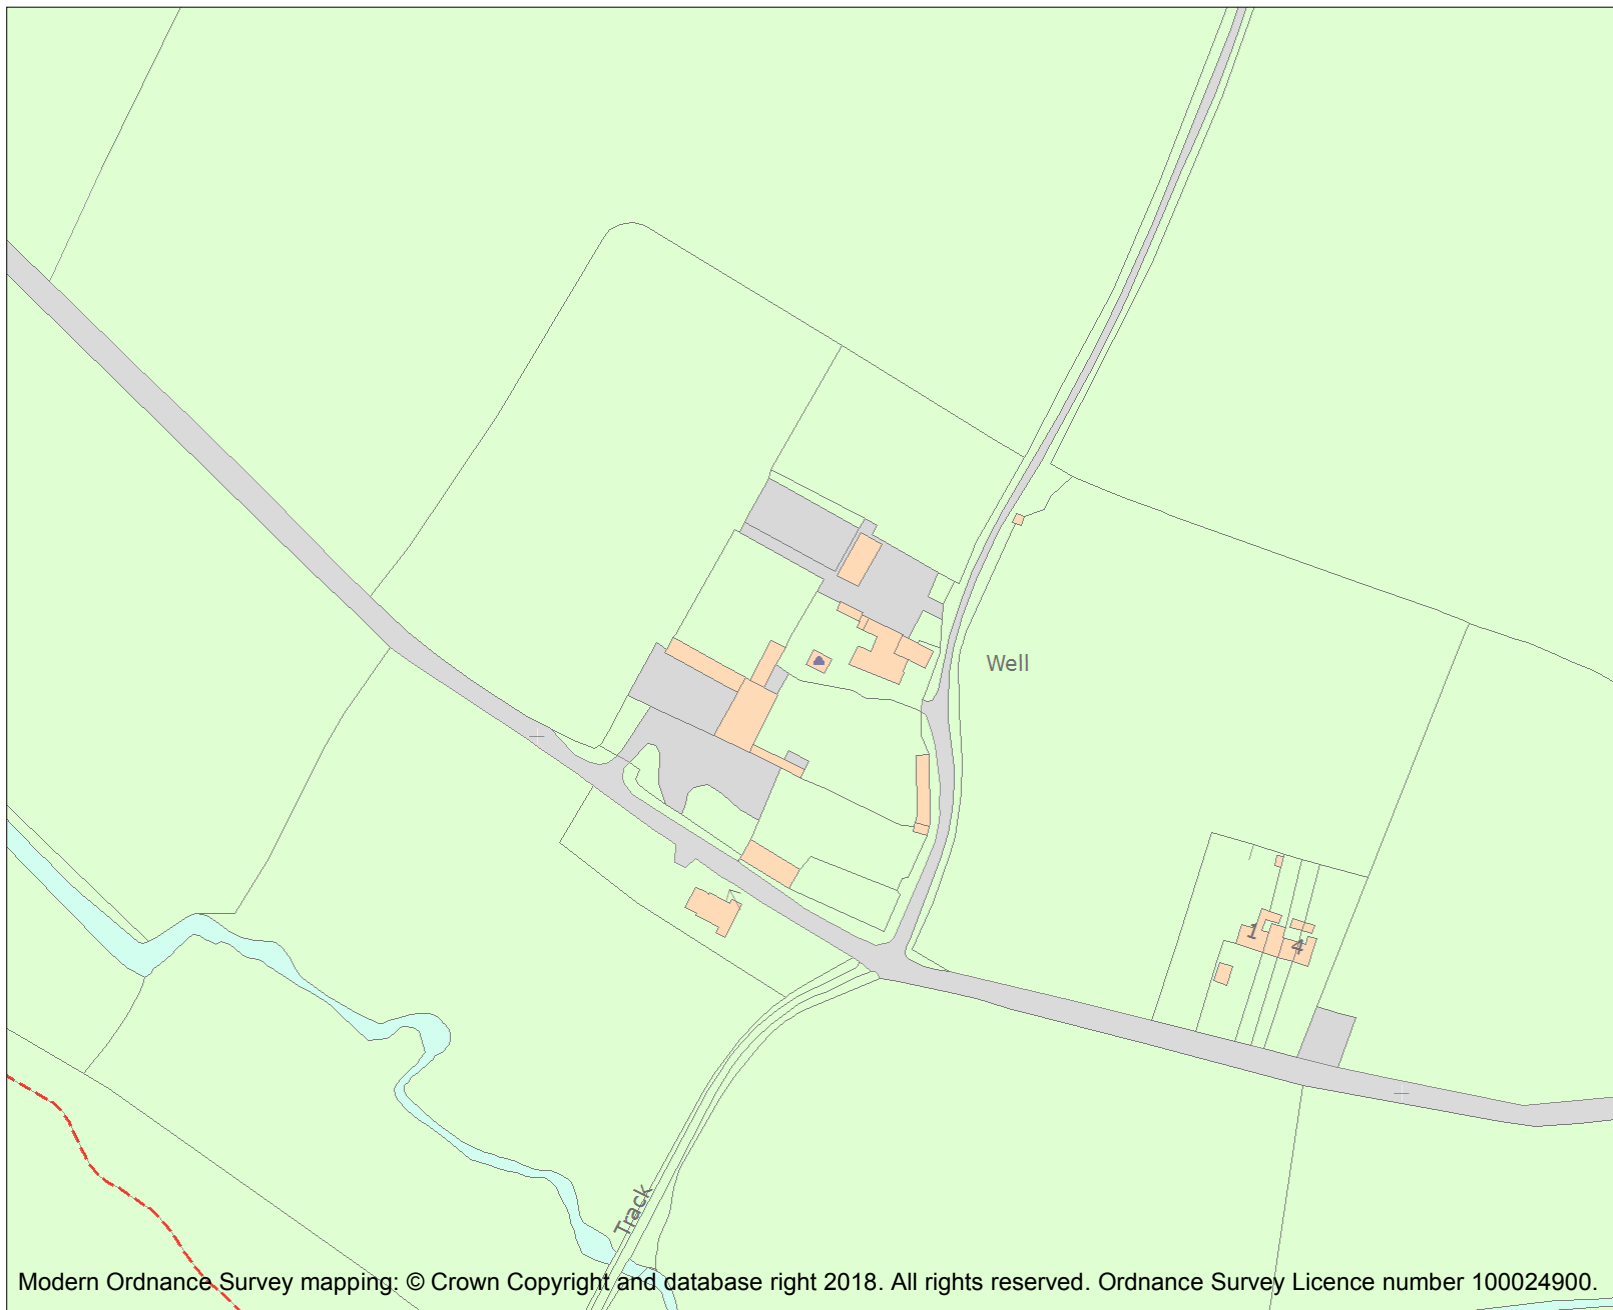 Well
1
4
Track
Modern Ordnance Survey mapping: © Crown Copyright and database right 2018. All rights reserved. Ordnance Survey Licence number 100024900.